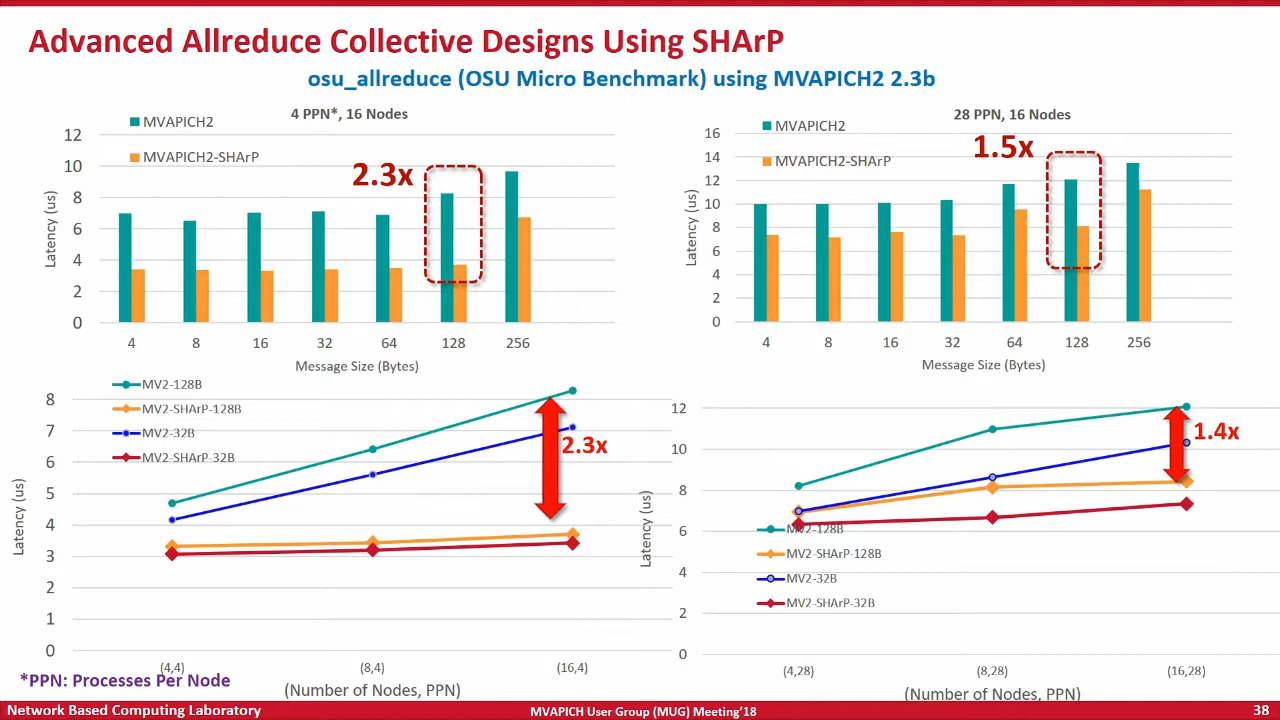 Advanced Allreduce Collective Designs Using SHArP
osu_allreduce (OSU Micro Benchmark) using MVAPICH2 2.3b
4 PPN*, 16 Nodes
MVAPICH2
MVAPICH2-SHArP
2.3x
Latency (us)
12
10
8
6
4
2
0
4 8 16 32 64 128 256
Message Size (Bytes)
28 PPN, 16 Nodes
MVAPICH2
MVAPICH2-SHArP
1.5x
Latency (us)
16
14
12
10
8
6
4
2
0
4 8 16 32 64 128 256
Message Size (Bytes)
MV2-128B
MV2-SHArP-128B
MV2-32B
MV2-SHArP-32B
2.3x
Latency (us)
8
7
6
5
4
3
2
1
0
(4,4) (8,4) (16,4)
(Number of Nodes, PPN)
1.4x
Latency (us)
12
10
8
6
4
2
0
MV2-128B
MV2-SHArP-128B
MV2-32B
MV2-SHArP-32B
(4,28) (8,28) (16,28)
(Number of Nodes, PPN)
*PPN: Processes Per Node
Network Based Computing Laboratory
MVAPICH User Group (MUG) Meeting'18
38